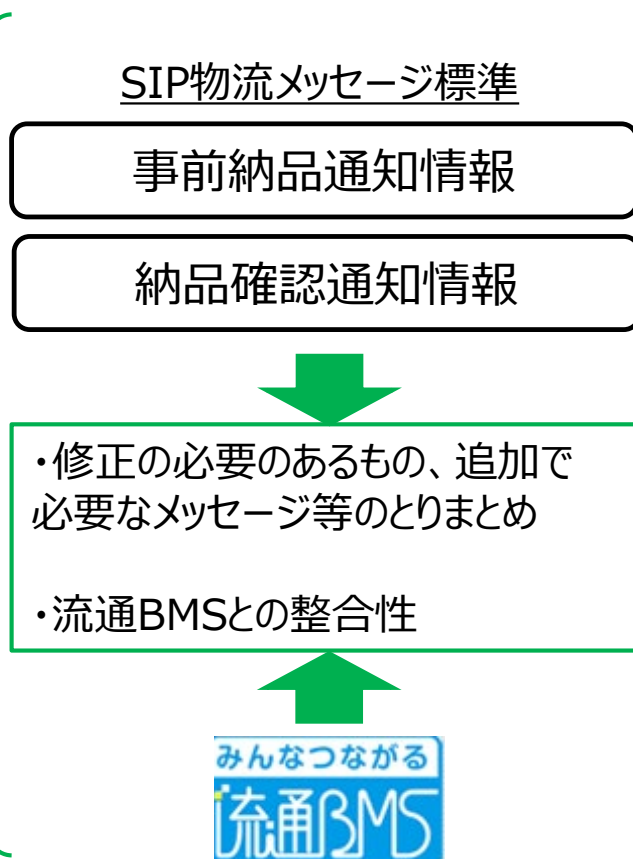 SIP物流メッセージ標準
事前納品通知情報
納品確認通知情報
・修正の必要のあるもの、追加で
必要なメッセージ等のとりまとめ
・流通BMSとの整合性
みんなつながる
流通BMS